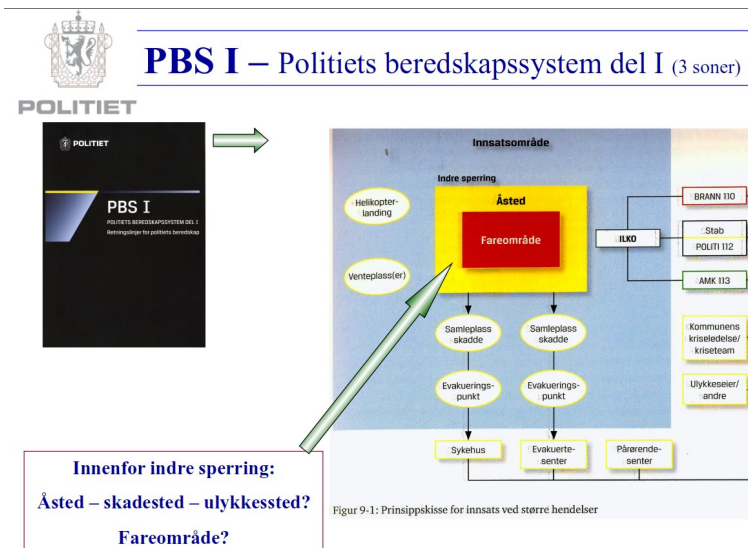 PBS I – Politiets beredskapssystem del I (3 soner)
POLITIET
POLITIET
PBS I
POLITIETS BEREDSKAPSSYSTEM DEL I
Retningslinjer for politiets beredskap
Innsatsområde
Indre sperring
Åsted
Fareområde
Helikopter-
landing
Venteplass(er)
ILKO
BRANN 110
Stab
POLITI 112
AMK 113
Samleplass
skadde
Samleplass
skadde
Kommunens
kriseledelse/
kriseteam
Evakuerings-
punkt
Evakuerings-
punkt
Ulykkeseier/
andre
Sykehus
Evakuerte-
senter
Pårørende-
senter
Figur 9-1: Prinsippskisse for innsats ved større hendelser
Innenfor indre sperring:
Åsted – skadested – ulykkessted?
Fareområde?